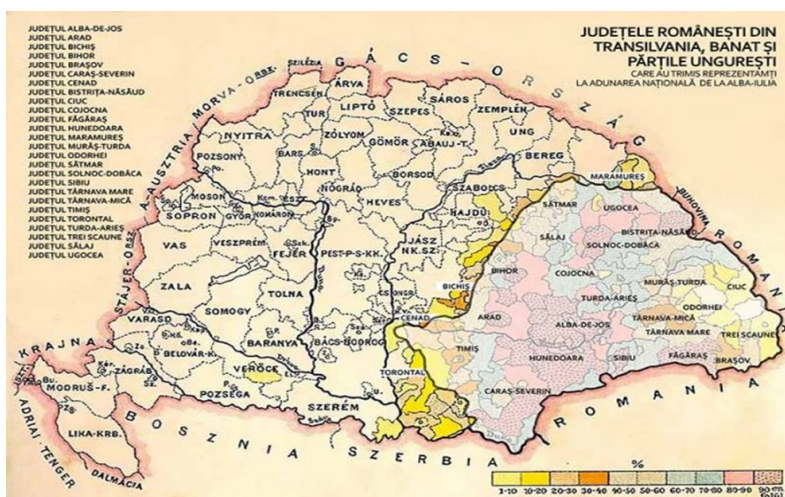 JUDEȚUL ALBA-DE-JOS
JUDEȚUL ARAD
JUDEȚUL BICHIȘ
JUDEȚUL BIHOR
JUDEȚUL BRAȘOV
JUDEȚUL CARAȘ-SEVERIN
JUDEȚUL CENAD
JUDEȚUL BISTRIȚA-NĂSĂUD
JUDEȚUL CIUC
JUDEȚUL COJOCNA
JUDEȚUL FĂGĂRAȘ
JUDEȚUL HUNEDOARA
JUDEȚUL MARAMUREȘ
JUDEȚUL MURĂȘ-TURDA
JUDEȚUL ODORHEI
JUDEȚUL SĂTMAR
JUDEȚUL SOLNOC-DOBÂCA
JUDEȚUL SIBIU
JUDEȚUL TÂRNAVA MARE
JUDEȚUL TÂRNAVA-MICĂ
JUDEȚUL TIMIȘ
JUDEȚUL TORONTAL
JUDEȚUL TURDA-ARIEȘ
JUDEȚUL TREI SCAUNE
JUDEȚUL SĂLAJ
JUDEȚUL UGOCEA
JUDEȚELE ROMÂNEȘTI DIN
TRANSILVANIA, BANAT ȘI
PĂRȚILE UNGUREȘTI
CARE AU TRIMIS REPREZENTAMȚI
LA ADUNAREA NAȚIONALĂ DE LA ALBA-IULIA
GÁCS-ORSZÁG
SZILÉZIA
MORVA-ORSZ.
A-AUSZTRIA
STÁJER-ORSZ.
KRAJNA
ADRIAI-TENGER
DALMÁCIA
BOSZNIA
SZERBIA
ROMANIA
BUKOVINA
ROMANIA
TRENCSÉN
ÁRVA
LIPTÓ
SZEPES
SÁROS
ZEMPLÉN
TUR
NYITRA
ZÓLYOM
GÖMÖR
ABAUJ-T.
UNG
POZSONY
BARS
HONT
NÓGRÁD
BORSOD
BEREG
MARAMUREȘ
MOSON
SOPRON
GYŐR
KOMÁROM
ESZT.
HEVES
SZABOLCS
SĂTMAR
UGOCEA
VAS
VESZPRÉM
FEJÉR
PEST-P-S-KK.
JÁSZ
NK.SZ.
HAJDU
SĂLAJ
SOLNOC-DOBÂCA
BISTRIȚA-NĂSĂUD
ZALA
SOMOGY
TOLNA
CSONGR.
BICHIȘ
BIHOR
COJOCNA
MURĂȘ-TURDA
CIUC
VARASD
BELOVÁR-K.
BARANYA
BÁCS-BODROG
CENAD
ARAD
TURDA-ARIEȘ
ODORHEI
ALBA-DE-JOS
TÂRNAVA-MICĂ
TÂRNAVA MARE
TREI SCAUNE
ZÁGRÁB
MODRUŠ-F.
VERŐCE
POZSEGA
SZERÉM
TORONTAL
TIMIȘ
HUNEDOARA
SIBIU
FĂGĂRAȘ
BRAȘOV
CARAȘ-SEVERIN
LIKA-KRB.
%
1-10 10-20 20-30 30-40 40-50 50-60 60-70 70-80 80-90